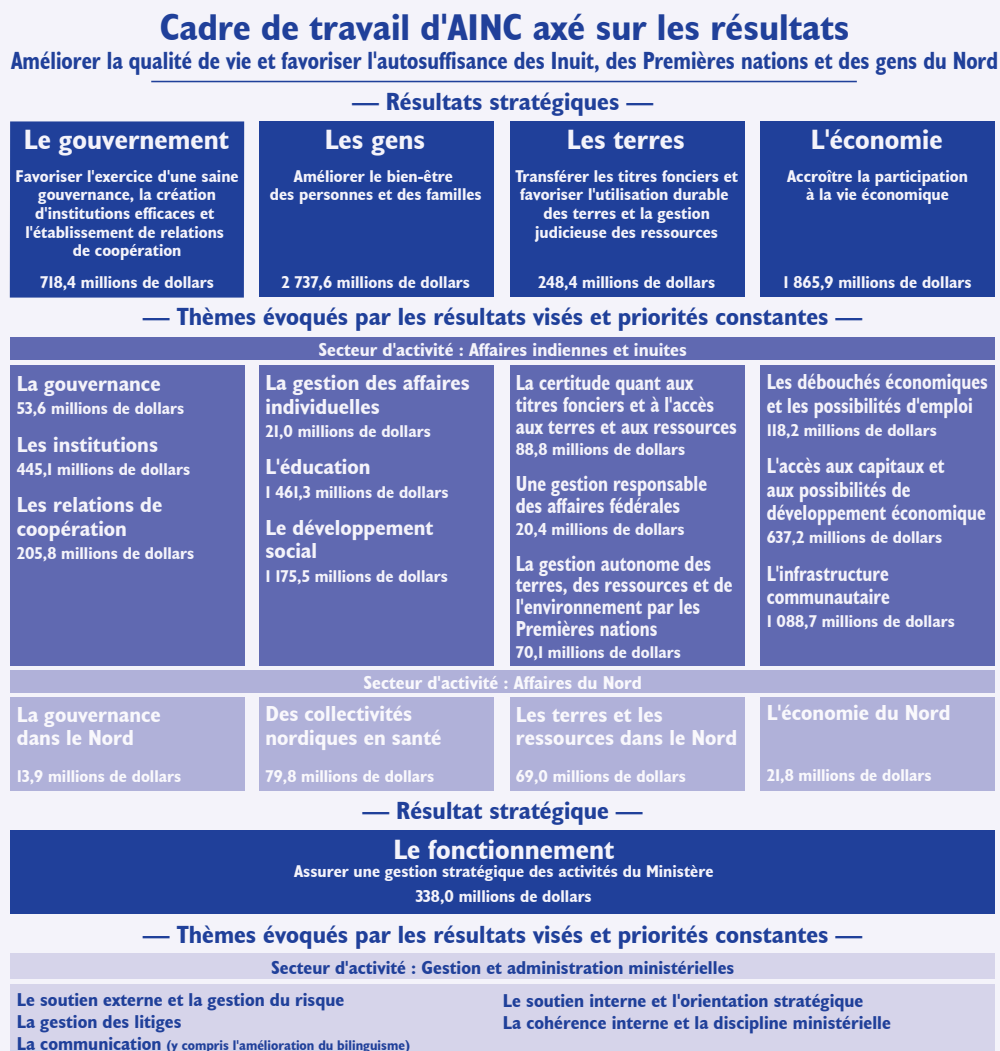 Cadre de travail d'AINC axé sur les résultats
Améliorer la qualité de vie et favoriser l'autosuffisance des Inuit, des Premières nations et des gens du Nord
— Résultats stratégiques —
Le gouvernement
Favoriser l'exercice d'une saine
gouvernance, la création
d'institutions efficaces et
l'établissement de relations
de coopération
718,4 millions de dollars
Les gens
Améliorer le bien-être
des personnes et des familles
2 737,6 millions de dollars
Les terres
Transférer les titres fonciers et
favoriser l'utilisation durable
des terres et la gestion
judicieuse des ressources
248,4 millions de dollars
L'économie
Accroître la participation
à la vie économique
1 865,9 millions de dollars
— Thèmes évoqués par les résultats visés et priorités constantes —
Secteur d'activité : Affaires indiennes et inuites
La gouvernance
53,6 millions de dollars
Les institutions
445,1 millions de dollars
Les relations de
coopération
205,8 millions de dollars
La gestion des affaires
individuelles
21,0 millions de dollars
L'éducation
1 461,3 millions de dollars
Le développement
social
1 175,5 millions de dollars
La certitude quant aux
titres fonciers et à l'accès
aux terres et aux ressources
88,8 millions de dollars
Une gestion responsable
des affaires fédérales
20,4 millions de dollars
La gestion autonome des
terres, des ressources et de
l'environnement par les
Premières nations
70,1 millions de dollars
Les débouchés économiques
et les possibilités d'emploi
118,2 millions de dollars
L'accès aux capitaux et
aux possibilités de
développement économique
637,2 millions de dollars
L'infrastructure
communautaire
1 088,7 millions de dollars
Secteur d'activité : Affaires du Nord
La gouvernance
dans le Nord
13,9 millions de dollars
Des collectivités
nordiques en santé
79,8 millions de dollars
Les terres et les
ressources dans le Nord
69,0 millions de dollars
L'économie du Nord
21,8 millions de dollars
— Résultat stratégique —
Le fonctionnement
Assurer une gestion stratégique des activités du Ministère
338,0 millions de dollars
— Thèmes évoqués par les résultats visés et priorités constantes —
Secteur d'activité : Gestion et administration ministérielles
Le soutien externe et la gestion du risque
La gestion des litiges
La communication (y compris l'amélioration du bilinguisme)
Le soutien interne et l'orientation stratégique
La cohérence interne et la discipline ministérielle